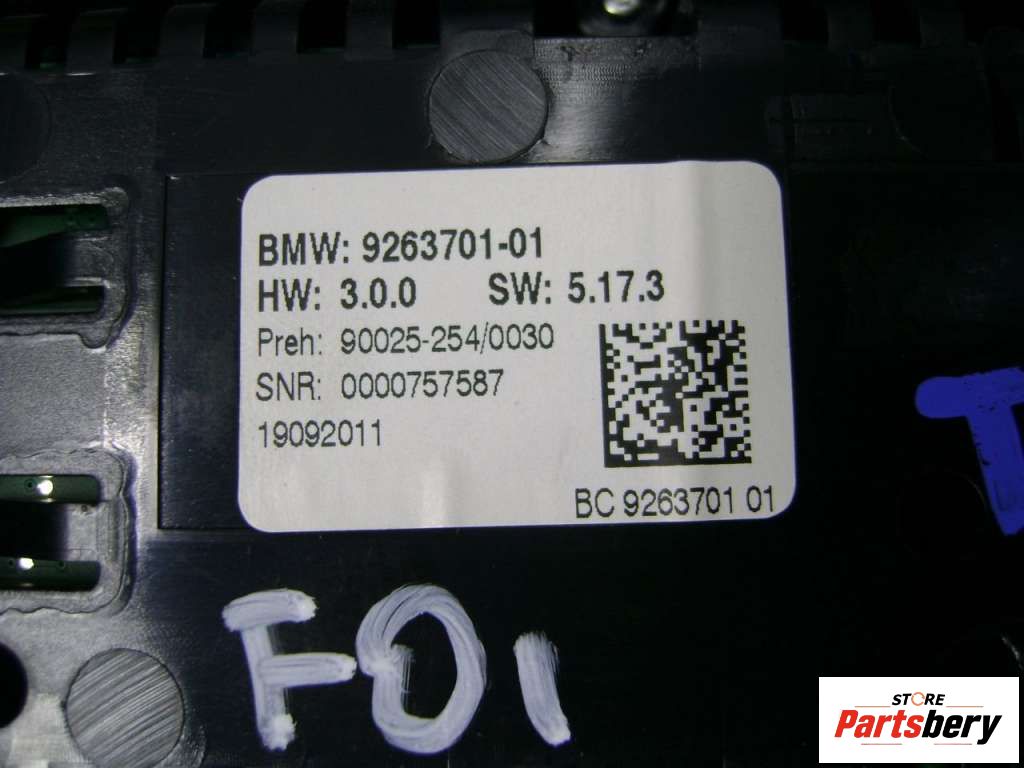 BMW: 9263701-01
HW: 3.0.0 SW: 5.17.3
Preh: 90025-254/0030
SNR: 0000757587
19092011
BC 9263701 01
F01
STORE
Partsbery